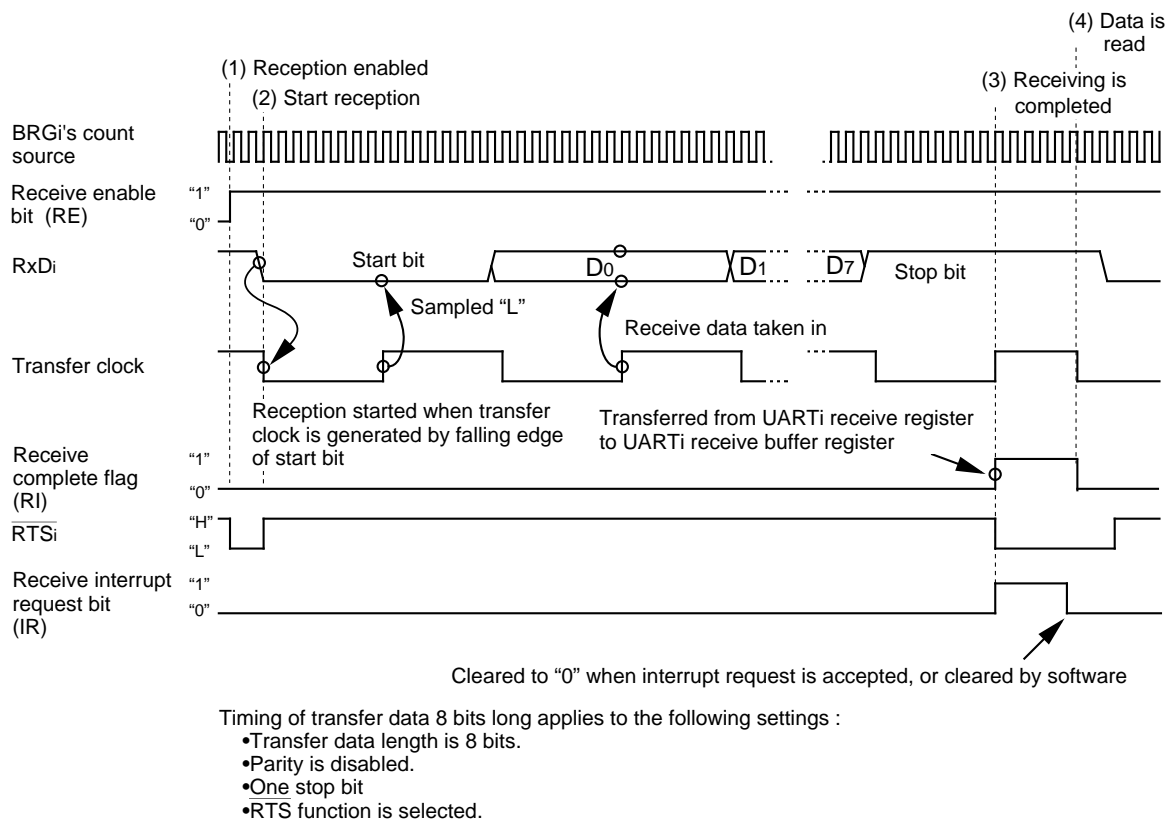 (4) Data is
read
(1) Reception enabled
(3) Receiving is
completed
(2) Start reception
BRGi's count
source
Receive enable
bit (RE)
“1”
“0”
RxDi
Start bit
D0
D1
D7
Stop bit
Sampled “L”
Receive data taken in
Transfer clock
Reception started when transfer
clock is generated by falling edge
of start bit
Transferred from UARTi receive register
to UARTi receive buffer register
Receive
complete flag
(RI)
“1”
“0”
RTSi
“H”
“L”
Receive interrupt
request bit
(IR)
“1”
“0”
Cleared to “0” when interrupt request is accepted, or cleared by software
Timing of transfer data 8 bits long applies to the following settings :
•Transfer data length is 8 bits.
•Parity is disabled.
•One stop bit
•RTS function is selected.